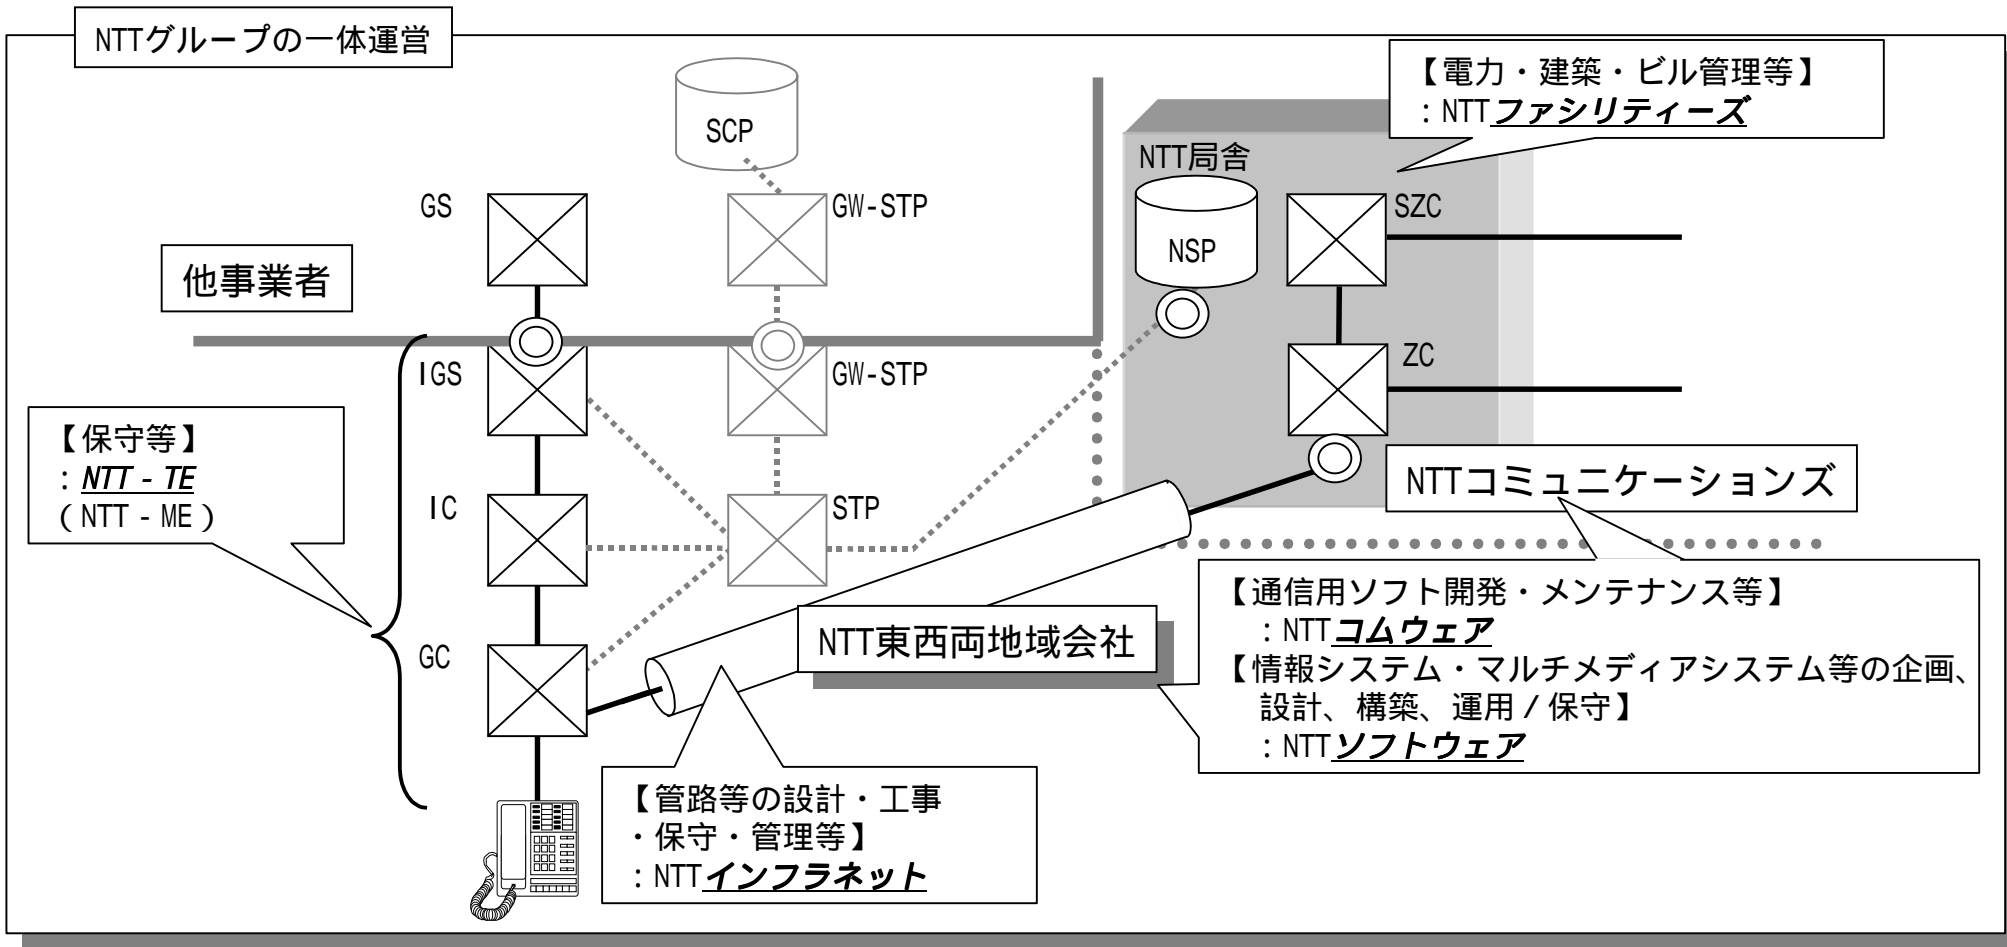 NTTグループの一体運営
【電力・建築・ビル管理等】
：NTTファシリティーズ
SCP
NTT局舎
GS
GW-STP
NSP
SZC
他事業者
IGS
GW-STP
ZC
【保守等】
：NTT－TE
（NTT－ME）
IC
STP
NTTコミュニケーションズ
GC
NTT東西両地域会社
【通信用ソフト開発・メンテナンス等】
：NTTコムウェア
【情報システム・マルチメディアシステム等の企画、
設計、構築、運用／保守】
：NTTソフトウェア
【管路等の設計・工事
・保守・管理等】
：NTTインフラネット